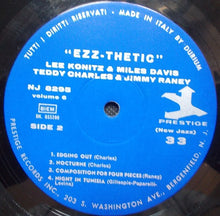 TUTTI I DIRITTI RISERVATI - MADE IN ITALY BY DURIUM
"EZZ-THETIC"
LEE KONITZ & MILES DAVIS
TEDDY CHARLES & JIMMY RANEY
NJ 8295
volume 6
BIEM
SIDE 2
PRESTIGE
(New Jazz)
33
1. EDGING OUT (Charles)
2. NOCTURNE (Charles)
3. COMPOSITION FOR FOUR PIECES (Raney)
4. NIGHT IN TUNISIA (Gillespie-Paparelli-
PRESTIGE RECORDS INC., 203 S. WASHINGTON AVE., BERGENFIELD, N. J.